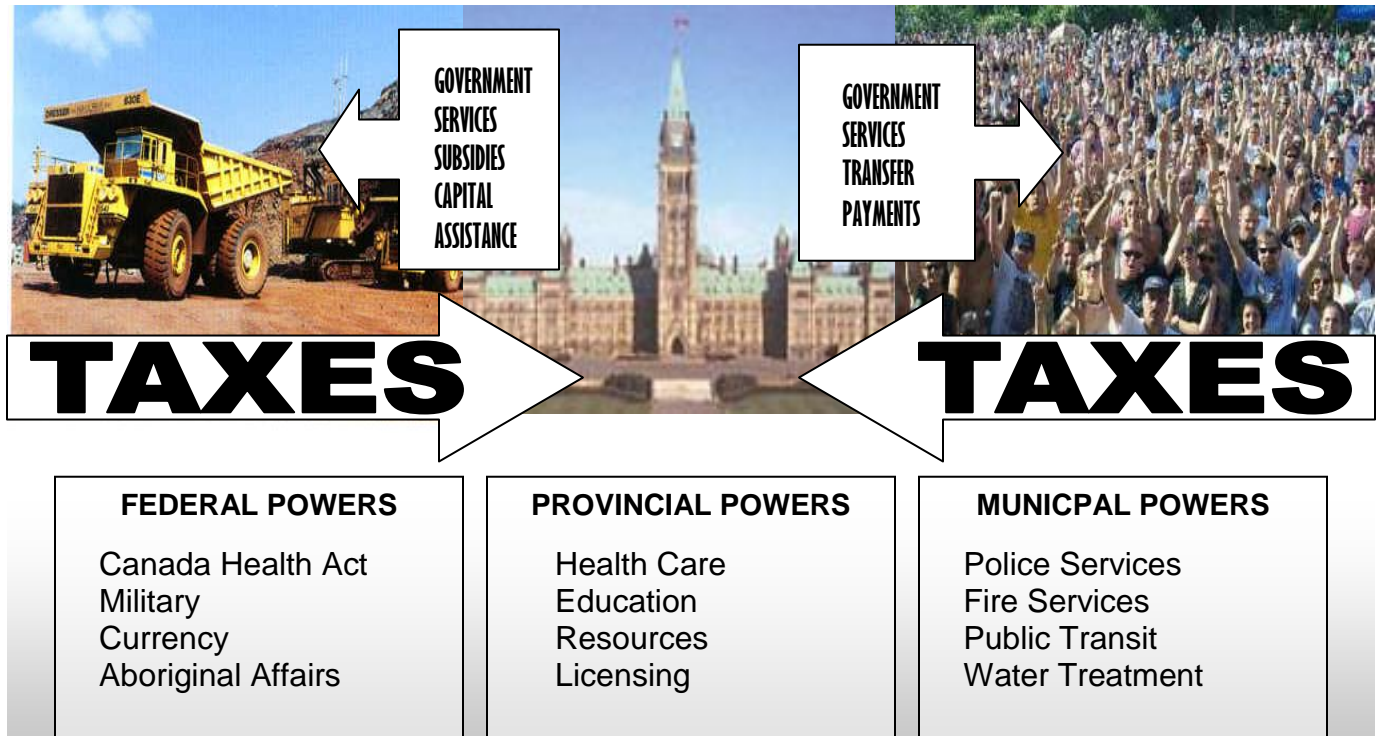 GOVERNMENT
SERVICES
SUBSIDIES
CAPITAL
ASSISTANCE
GOVERNMENT
SERVICES
TRANSFER
PAYMENTS
TAXES
TAXES
FEDERAL POWERS
Canada Health Act
Military
Currency
Aboriginal Affairs
PROVINCIAL POWERS
Health Care
Education
Resources
Licensing
MUNICPAL POWERS
Police Services
Fire Services
Public Transit
Water Treatment